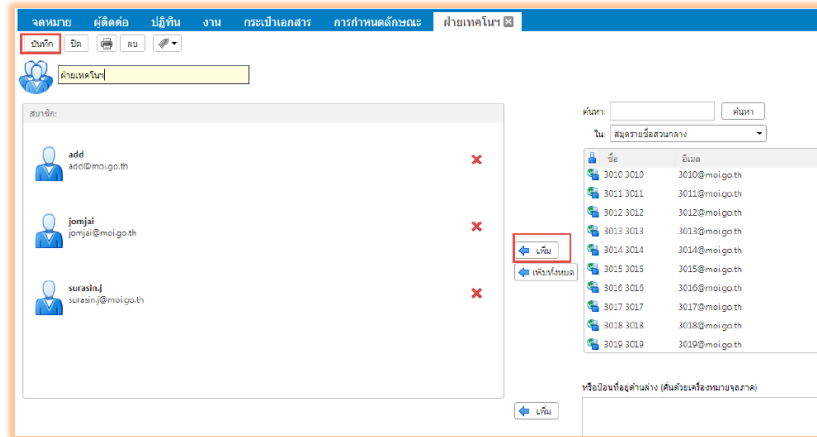 จดหมาย ผู้ติดต่อ ปฏิทิน งาน กระเป๋าเอกสาร การกำหนดลักษณะ ฝ่ายเทคโนฯ
บันทึก ปิด ลบ
ฝ่ายเทคโนฯ
สมาชิก:
add
add@moi.go.th
jomjai
jomjai@moi.go.th
surasin.j
surasin.j@moi.go.th
เพิ่ม
เพิ่มทั้งหมด
เพิ่ม
ค้นหา: ค้นหา
ใน: สมุดรายชื่อส่วนกลาง
ชื่อ อีเมล
3010 3010 3010@moi.go.th
3011 3011 3011@moi.go.th
3012 3012 3012@moi.go.th
3013 3013 3013@moi.go.th
3014 3014 3014@moi.go.th
3015 3015 3015@moi.go.th
3016 3016 3016@moi.go.th
3017 3017 3017@moi.go.th
3018 3018 3018@moi.go.th
3019 3019 3019@moi.go.th
หรือป้อนที่อยู่ด้านล่าง (คั่นด้วยเครื่องหมายจุลภาค)